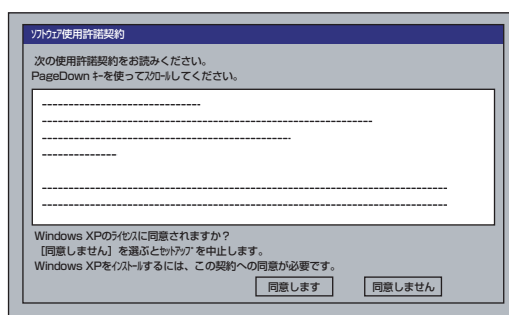 ｿﾌﾄｳｪｱ使用許諾契約
次の使用許諾契約をお読みください。
PageDown ｷｰを使ってｽｸﾛｰﾙしてください。
Windows XPのﾗｲｾﾝｽに同意されますか？
［同意しません］を選ぶとｾｯﾄｱｯﾌﾟを中止します。
Windows XPをｲﾝｽﾄｰﾙするには、この契約への同意が必要です。
同意します　同意しません